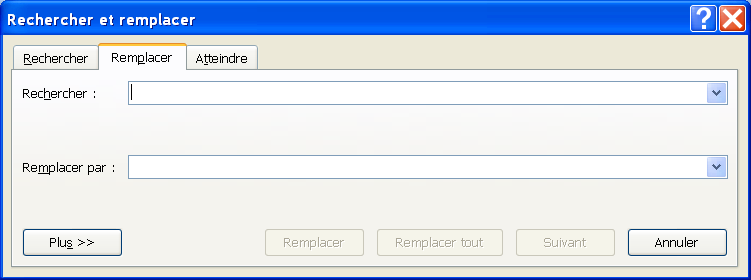 Rechercher et remplacer
Rechercher Remplacer Atteindre
Rechercher :
Remplacer par :
Plus >> Remplacer Remplacer tout Suivant Annuler